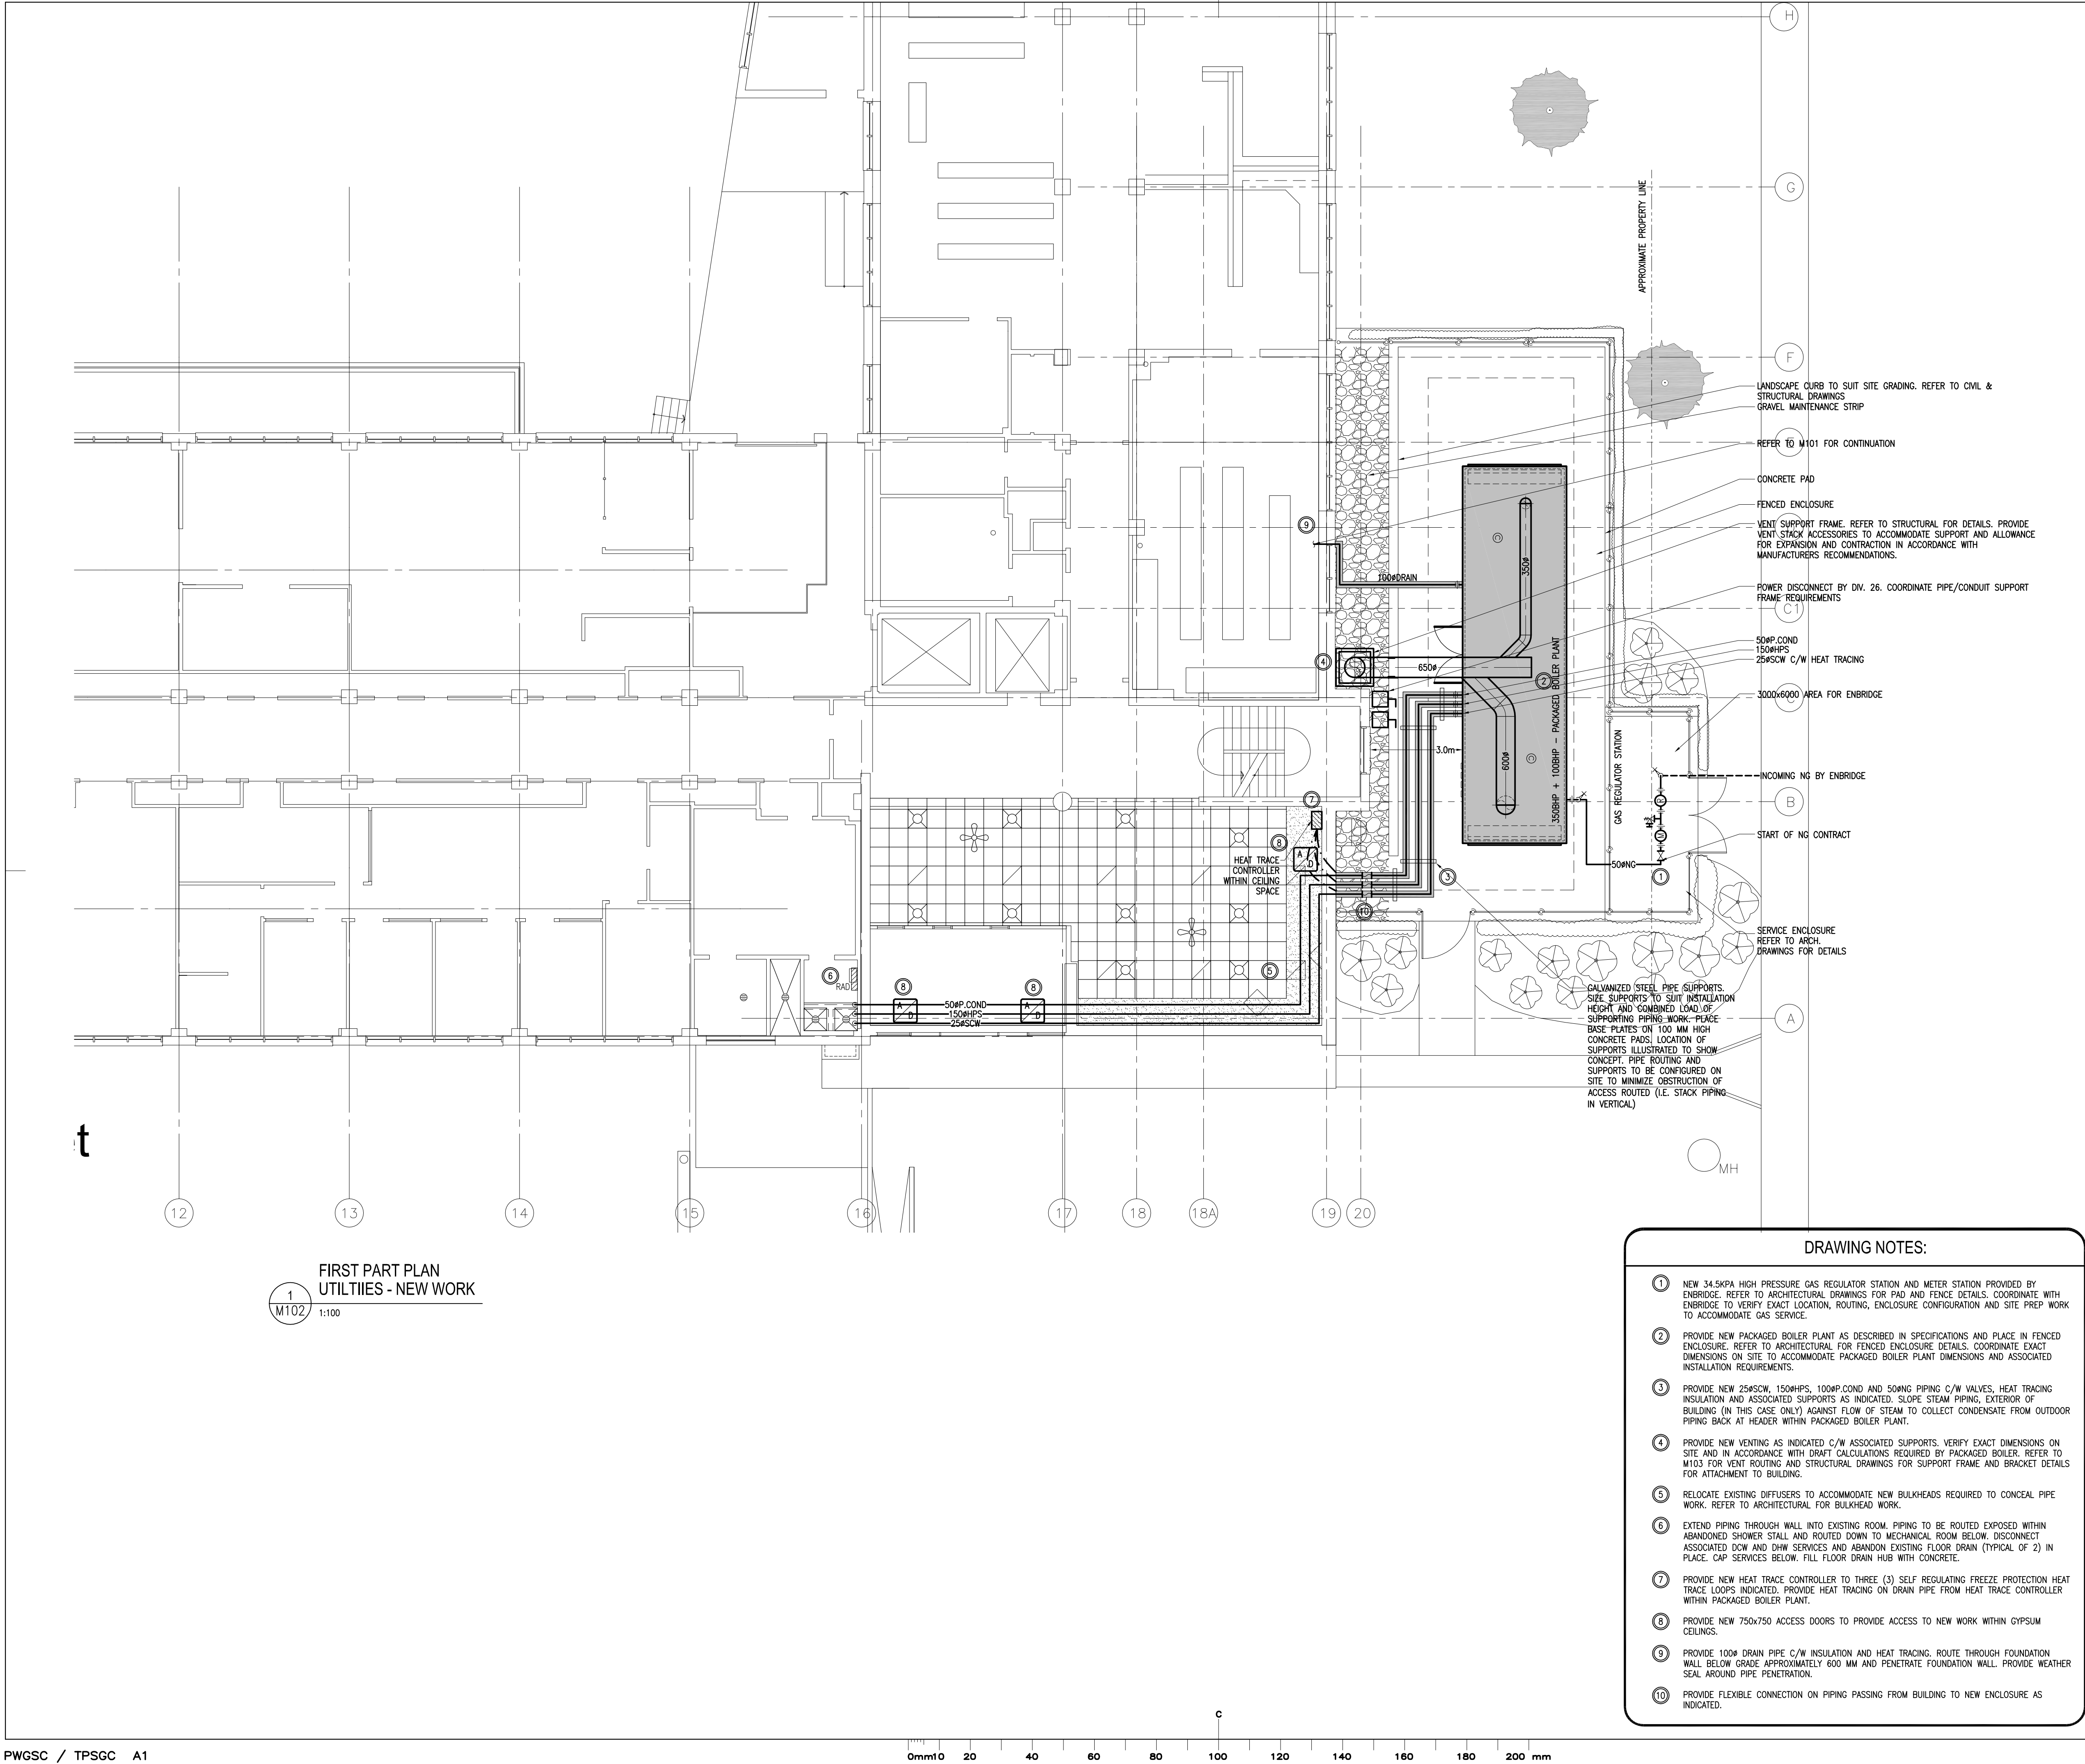 H
G
APPROXIMATE PROPERTY LINE
F
LANDSCAPE CURB TO SUIT SITE GRADING. REFER TO CIVIL &
STRUCTURAL DRAWINGS
GRAVEL MAINTENANCE STRIP
REFER TO M101 FOR CONTINUATION
CONCRETE PAD
FENCED ENCLOSURE
VENT SUPPORT FRAME. REFER TO STRUCTURAL FOR DETAILS. PROVIDE
VENT STACK ACCESSORIES TO ACCOMMODATE SUPPORT AND ALLOWANCE
FOR EXPANSION AND CONTRACTION IN ACCORDANCE WITH
MANUFACTURERS RECOMMENDATIONS.
POWER DISCONNECT BY DIV. 26. COORDINATE PIPE/CONDUIT SUPPORT
FRAME REQUIREMENTS
C1
50øP.COND
150øHPS
25øSCW C/W HEAT TRACING
3000x6000 AREA FOR ENBRIDGE
C
INCOMING NG BY ENBRIDGE
B
START OF NG CONTRACT
SERVICE ENCLOSURE
REFER TO ARCH.
DRAWINGS FOR DETAILS
A
GALVANIZED STEEL PIPE SUPPORTS.
SIZE SUPPORTS TO SUIT INSTALLATION
HEIGHT AND COMBINED LOAD OF
SUPPORTING PIPING WORK. PLACE
BASE PLATES ON 100 MM HIGH
CONCRETE PADS. LOCATION OF
SUPPORTS ILLUSTRATED TO SHOW
CONCEPT. PIPE ROUTING AND
SUPPORTS TO BE CONFIGURED ON
SITE TO MINIMIZE OBSTRUCTION OF
ACCESS ROUTED (I.E. STACK PIPING
IN VERTICAL)
MH
9
100øDRAIN
350ø
4
650ø
2
350BHP + 100BHP - PACKAGED BOILER PLANT
3.0m
600ø
GAS REGULATOR STATION
R
M
50øNG
1
7
8
A
D
HEAT TRACE
CONTROLLER
WITHIN CEILING
SPACE
3
10
5
6
RAD
8
A
D
8
A
D
50øP.COND
150øHPS
25øSCW
t
12
13
14
15
16
17
18
18A
19
20
1
M102
FIRST PART PLAN
UTILTIIES - NEW WORK
1:100
DRAWING NOTES:
1 NEW 34.5KPA HIGH PRESSURE GAS REGULATOR STATION AND METER STATION PROVIDED BY
ENBRIDGE. REFER TO ARCHITECTURAL DRAWINGS FOR PAD AND FENCE DETAILS. COORDINATE WITH
ENBRIDGE TO VERIFY EXACT LOCATION, ROUTING, ENCLOSURE CONFIGURATION AND SITE PREP WORK
TO ACCOMMODATE GAS SERVICE.
2 PROVIDE NEW PACKAGED BOILER PLANT AS DESCRIBED IN SPECIFICATIONS AND PLACE IN FENCED
ENCLOSURE. REFER TO ARCHITECTURAL FOR FENCED ENCLOSURE DETAILS. COORDINATE EXACT
DIMENSIONS ON SITE TO ACCOMMODATE PACKAGED BOILER PLANT DIMENSIONS AND ASSOCIATED
INSTALLATION REQUIREMENTS.
3 PROVIDE NEW 25øSCW, 150øHPS, 100øP.COND AND 50øNG PIPING C/W VALVES, HEAT TRACING
INSULATION AND ASSOCIATED SUPPORTS AS INDICATED. SLOPE STEAM PIPING, EXTERIOR OF
BUILDING (IN THIS CASE ONLY) AGAINST FLOW OF STEAM TO COLLECT CONDENSATE FROM OUTDOOR
PIPING BACK AT HEADER WITHIN PACKAGED BOILER PLANT.
4 PROVIDE NEW VENTING AS INDICATED C/W ASSOCIATED SUPPORTS. VERIFY EXACT DIMENSIONS ON
SITE AND IN ACCORDANCE WITH DRAFT CALCULATIONS REQUIRED BY PACKAGED BOILER. REFER TO
M103 FOR VENT ROUTING AND STRUCTURAL DRAWINGS FOR SUPPORT FRAME AND BRACKET DETAILS
FOR ATTACHMENT TO BUILDING.
5 RELOCATE EXISTING DIFFUSERS TO ACCOMMODATE NEW BULKHEADS REQUIRED TO CONCEAL PIPE
WORK. REFER TO ARCHITECTURAL FOR BULKHEAD WORK.
6 EXTEND PIPING THROUGH WALL INTO EXISTING ROOM. PIPING TO BE ROUTED EXPOSED WITHIN
ABANDONED SHOWER STALL AND ROUTED DOWN TO MECHANICAL ROOM BELOW. DISCONNECT
ASSOCIATED DCW AND DHW SERVICES AND ABANDON EXISTING FLOOR DRAIN (TYPICAL OF 2) IN
PLACE. CAP SERVICES BELOW. FILL FLOOR DRAIN HUB WITH CONCRETE.
7 PROVIDE NEW HEAT TRACE CONTROLLER TO THREE (3) SELF REGULATING FREEZE PROTECTION HEAT
TRACE LOOPS INDICATED. PROVIDE HEAT TRACING ON DRAIN PIPE FROM HEAT TRACE CONTROLLER
WITHIN PACKAGED BOILER PLANT.
8 PROVIDE NEW 750x750 ACCESS DOORS TO PROVIDE ACCESS TO NEW WORK WITHIN GYPSUM
CEILINGS.
9 PROVIDE 100ø DRAIN PIPE C/W INSULATION AND HEAT TRACING. ROUTE THROUGH FOUNDATION
WALL BELOW GRADE APPROXIMATELY 600 MM AND PENETRATE FOUNDATION WALL. PROVIDE WEATHER
SEAL AROUND PIPE PENETRATION.
10 PROVIDE FLEXIBLE CONNECTION ON PIPING PASSING FROM BUILDING TO NEW ENCLOSURE AS
INDICATED.
C
PWGSC / TPSGC A1
0mm10 20 40 60 80 100 120 140 160 180 200 mm